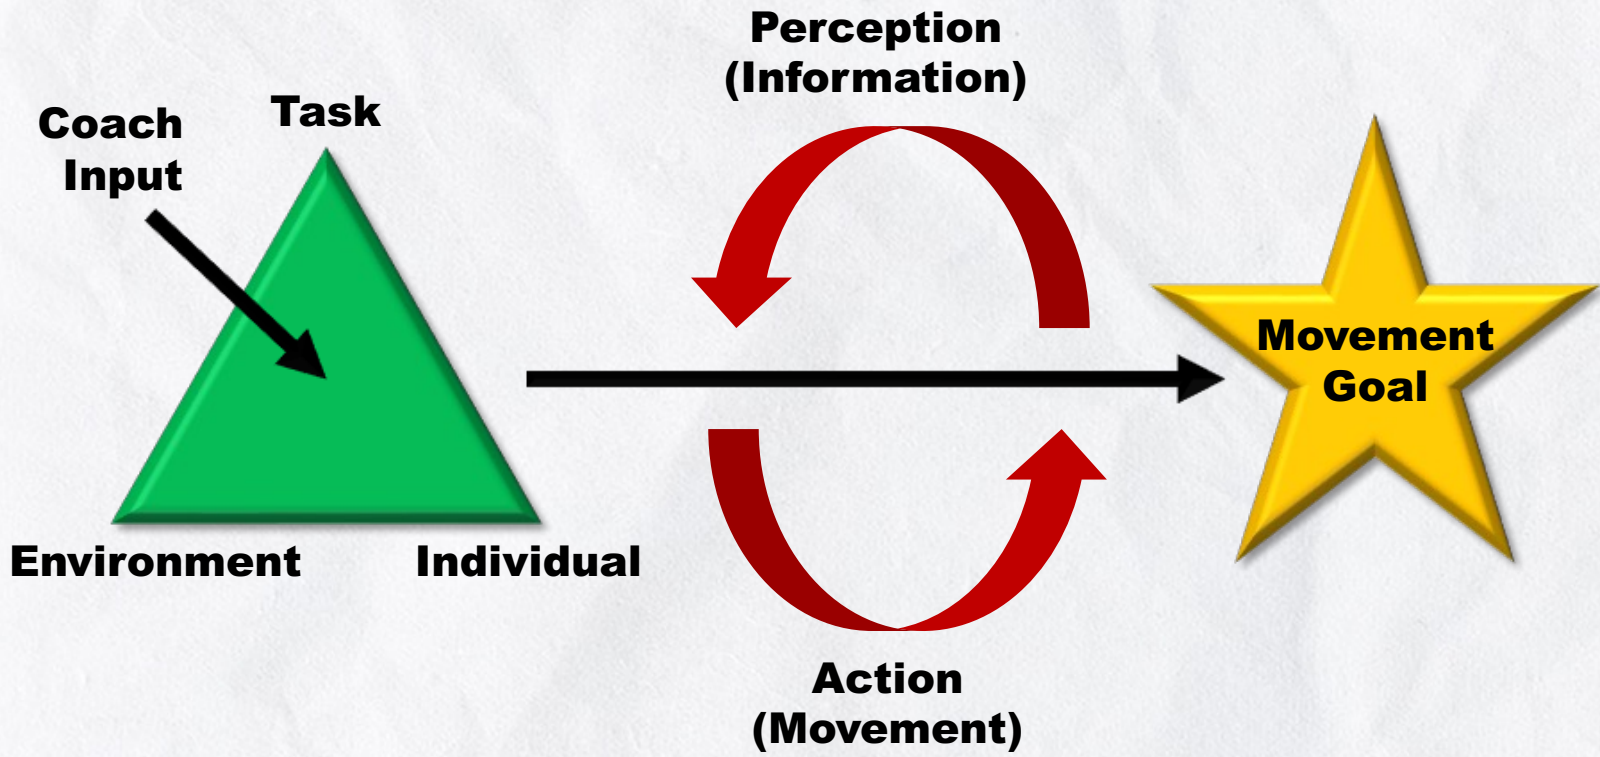 Coach
Input
Task
Environment
Individual
Perception
(Information)
Action
(Movement)
Movement
Goal